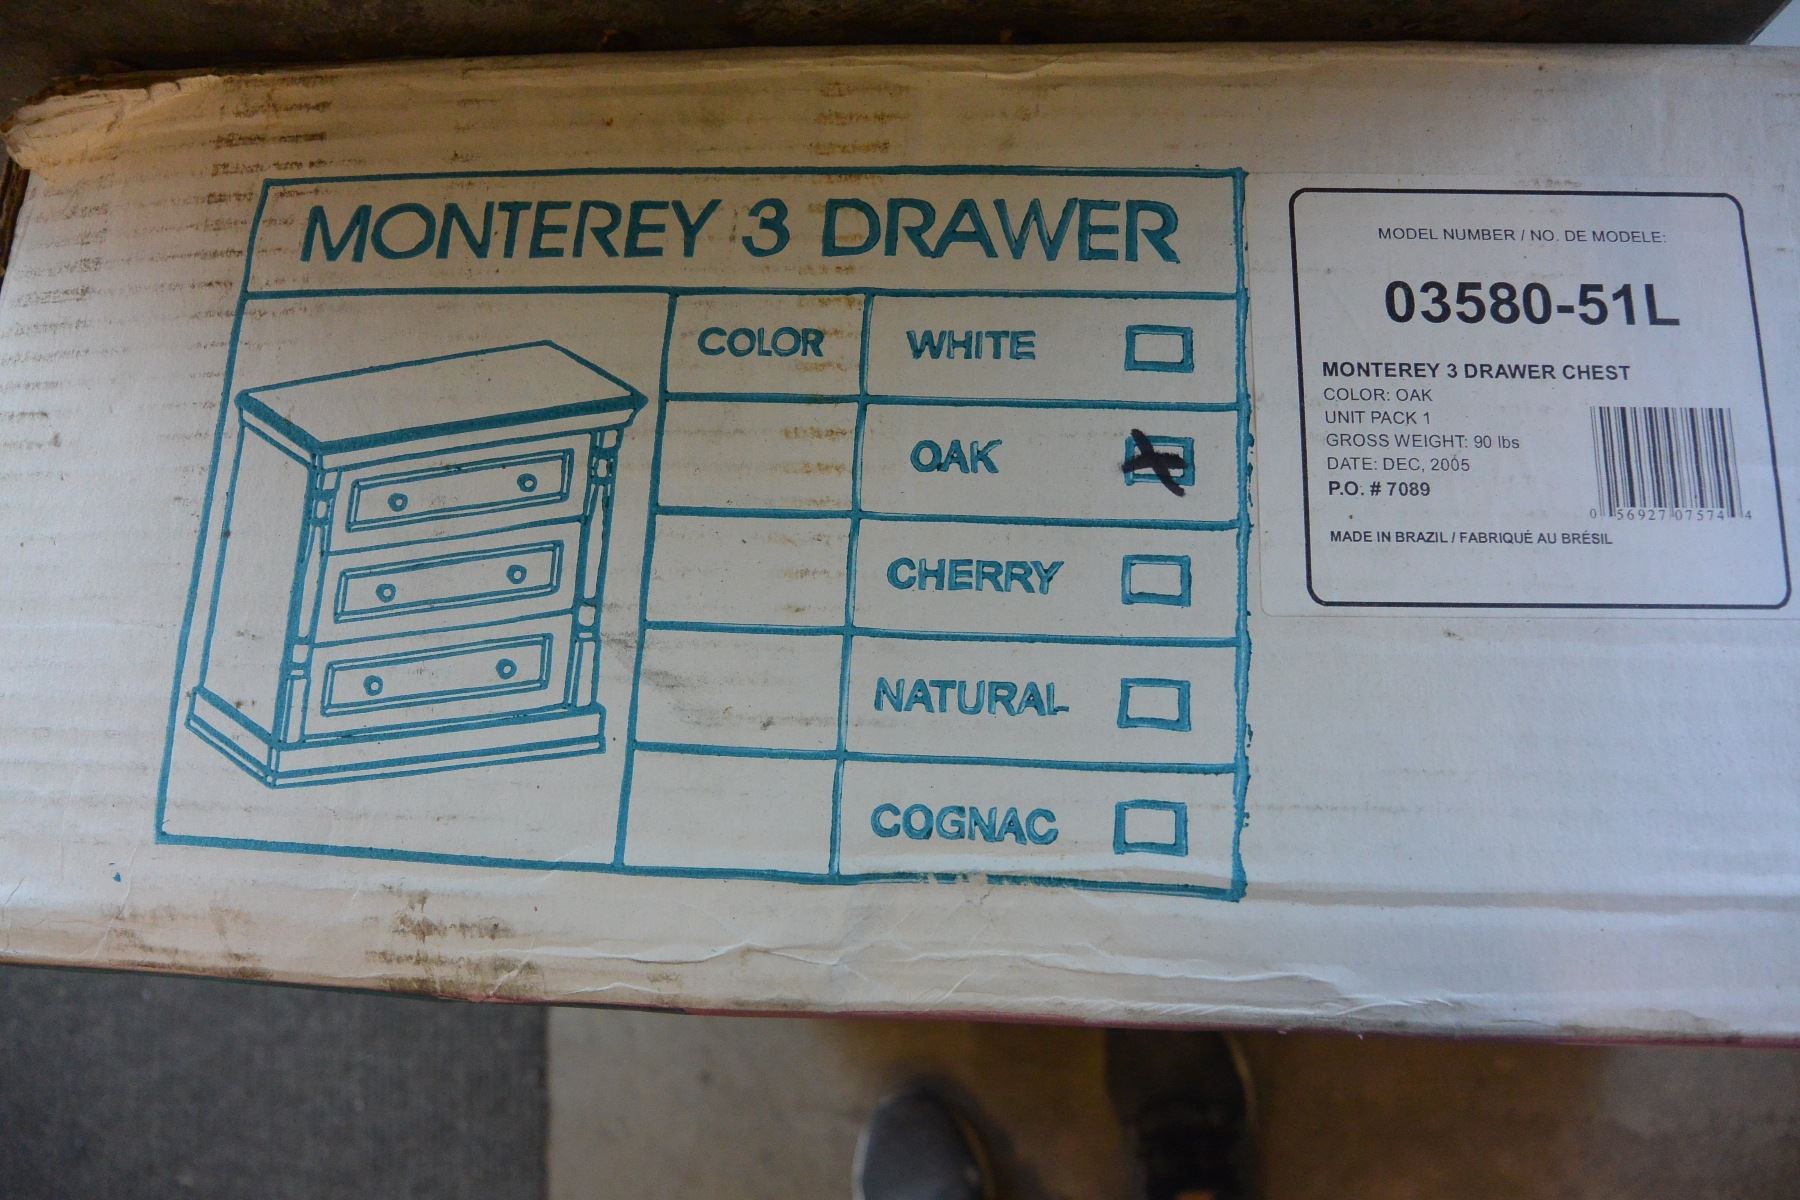 MONTEREY 3 DRAWER
COLOR
WHITE
OAK
CHERRY
NATURAL
COGNAC
MODEL NUMBER / NO. DE MODELE:
03580-51L
MONTEREY 3 DRAWER CHEST
COLOR: OAK
UNIT PACK 1
GROSS WEIGHT: 90 lbs
DATE: DEC, 2005
P.O. # 7089
0 56927 07574 4
MADE IN BRAZIL / FABRIQUÉ AU BRÉSIL